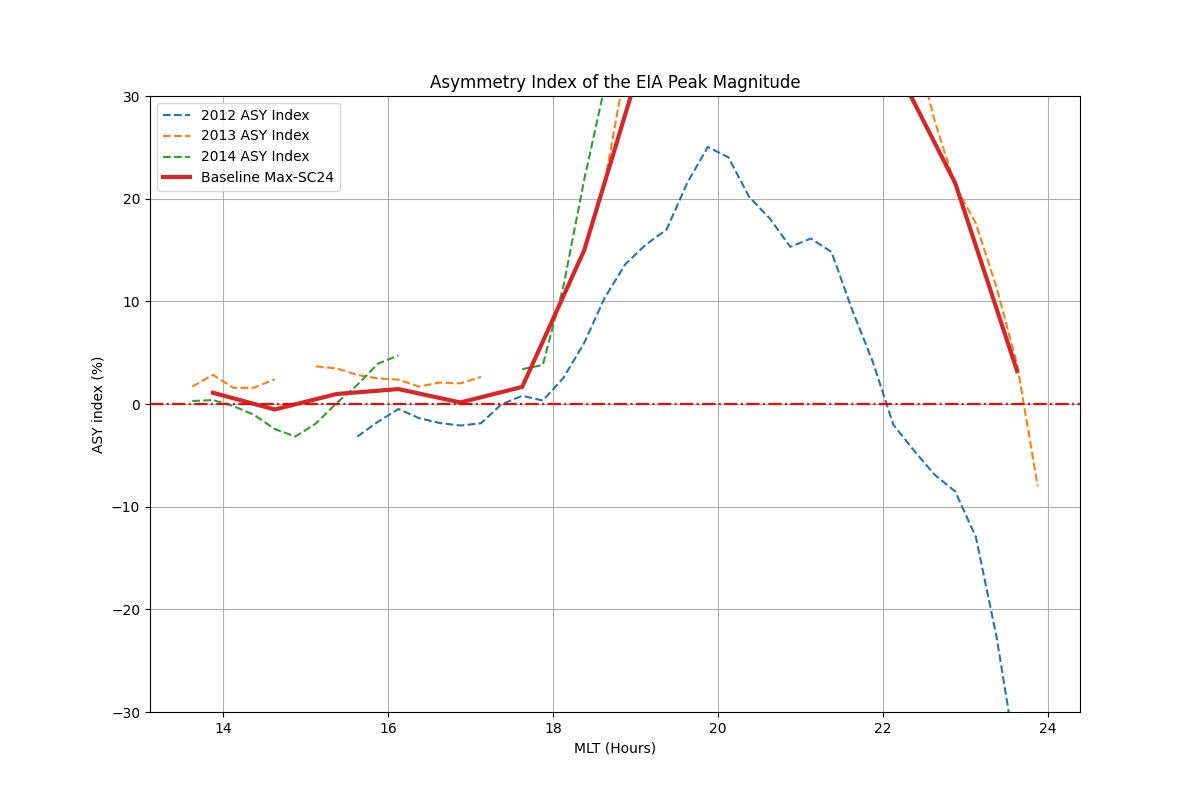 Asymmetry Index of the EIA Peak Magnitude
30
20
10
0
−10
−20
−30
ASY index (%)
2012 ASY Index
2013 ASY Index
2014 ASY Index
Baseline Max-SC24
14 16 18 20 22 24
MLT (Hours)